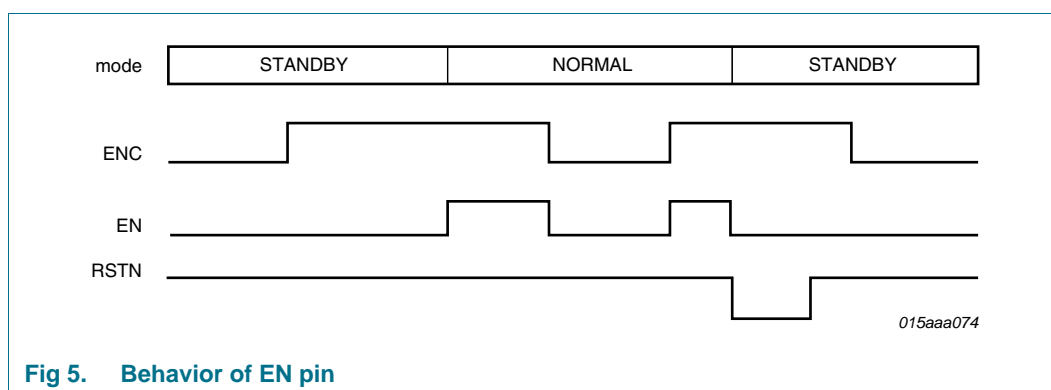 mode STANDBY NORMAL STANDBY
ENC
EN
RSTN
015aaa074
Fig 5. Behavior of EN pin